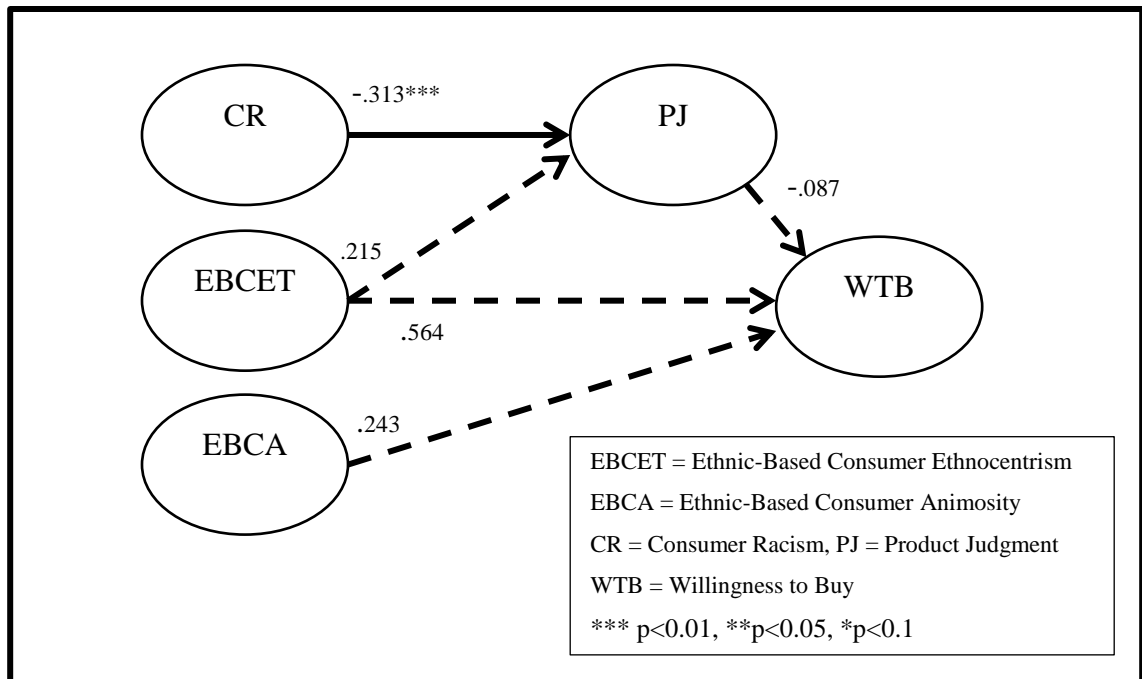 -.313***
CR
PJ
-.087
.215
EBCET
WTB
.564
.243
EBCA
EBCET = Ethnic-Based Consumer Ethnocentrism
EBCA = Ethnic-Based Consumer Animosity
CR = Consumer Racism, PJ = Product Judgment
WTB = Willingness to Buy
*** p<0.01, **p<0.05, *p<0.1